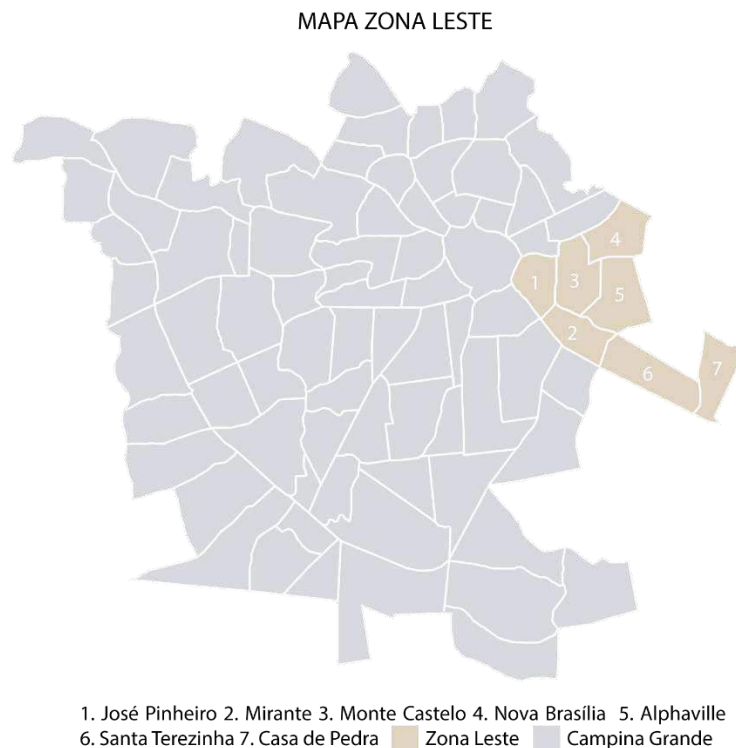 MAPA ZONA LESTE
4
1
3
5
2
6
7
1. José Pinheiro 2. Mirante 3. Monte Castelo 4. Nova Brasília 5. Alphaville
6. Santa Terezinha 7. Casa de Pedra Zona Leste Campina Grande